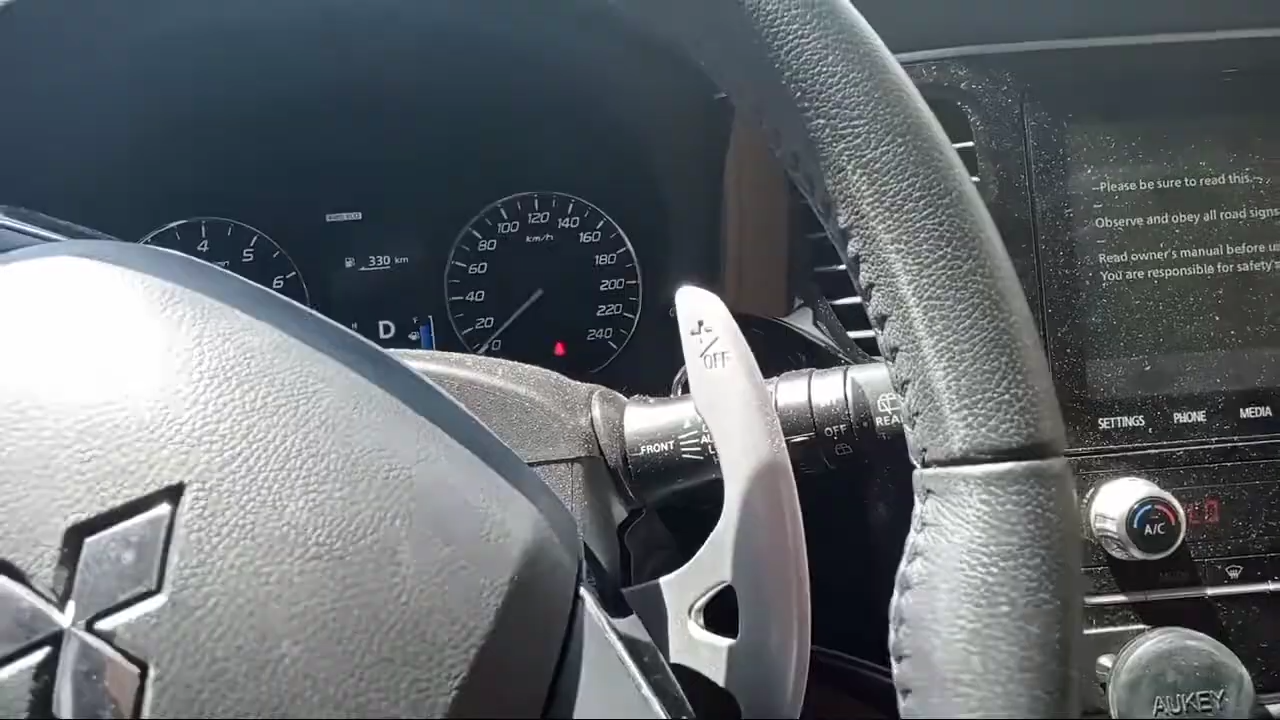 4
5
6
330 km
D
F
0
20
40
60
80
100
120
140
160
180
200
220
240
km/h
OFF
FRONT
OFF
REA
Please be sure to read this.
Observe and obey all road signs
Read owner's manual before u
You are responsible for safety's
SETTINGS
PHONE
MEDIA
A/C
LO
AUKEY